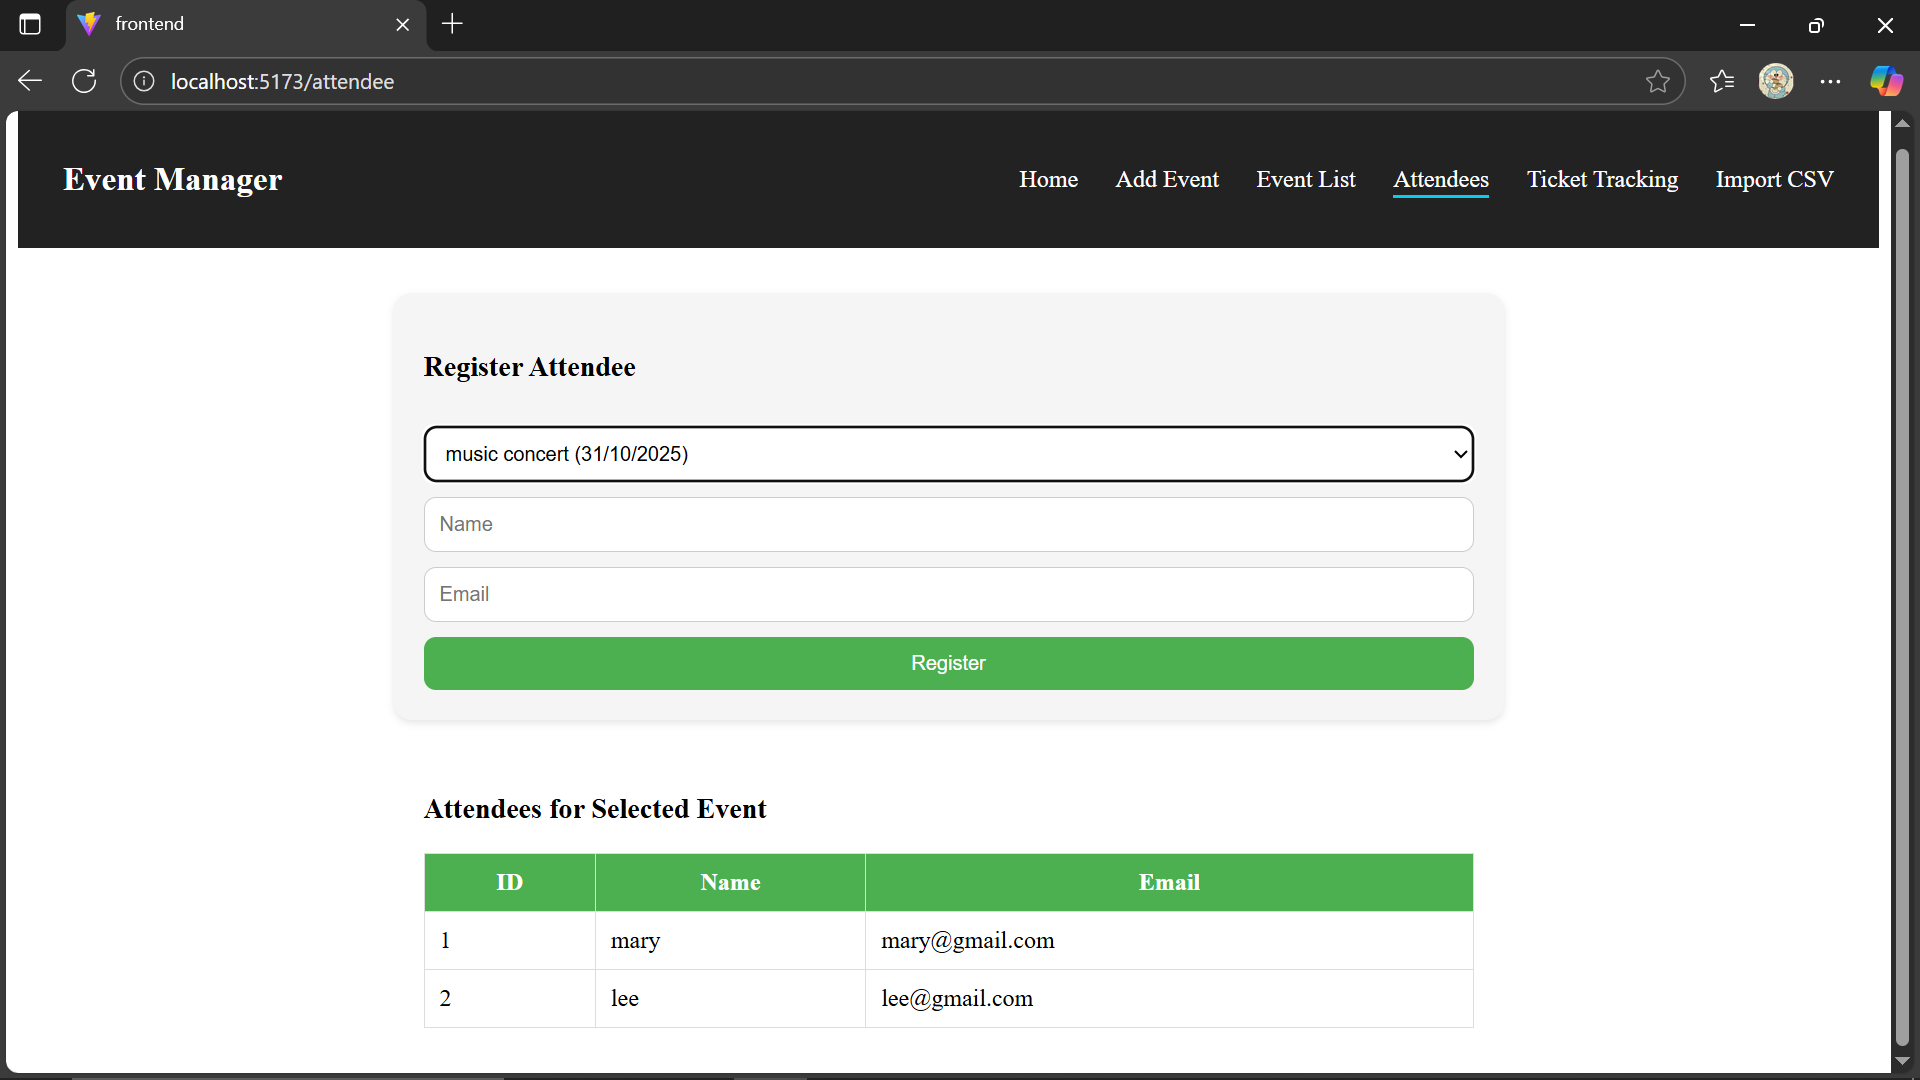 frontend
localhost:5173/attendee
Event Manager
Home Add Event Event List Attendees Ticket Tracking Import CSV
Register Attendee
music concert (31/10/2025)
Name
Email
Register
Attendees for Selected Event
ID Name Email
1 mary mary@gmail.com
2 lee lee@gmail.com